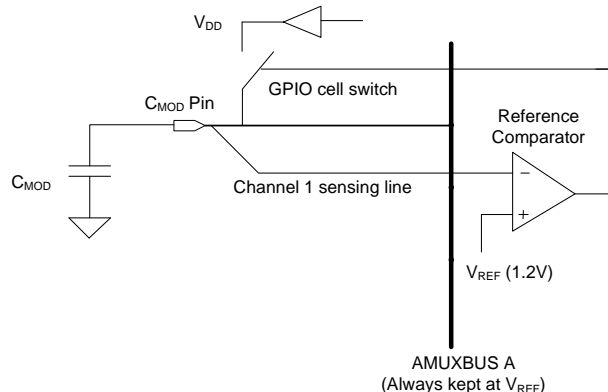 VDD
GPIO cell switch
CMOD Pin
Reference
Comparator
CMOD
Channel 1 sensing line
−
+
VREF (1.2V)
AMUXBUS A
(Always kept at VREF)